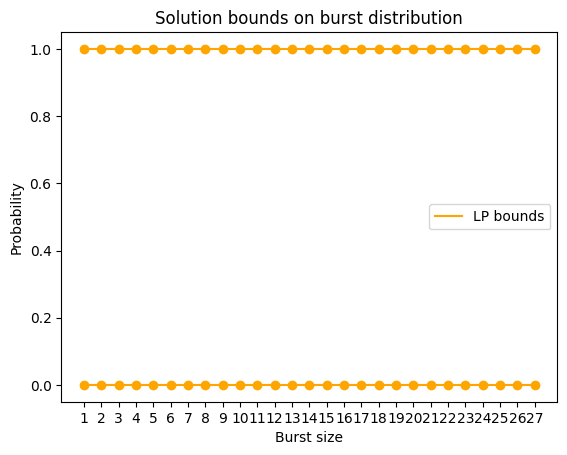 Solution bounds on burst distribution
1.0
0.8
0.6
0.4
0.2
0.0
Probability
LP bounds
1 2 3 4 5 6 7 8 9 10 11 12 13 14 15 16 17 18 19 20 21 22 23 24 25 26 27
Burst size